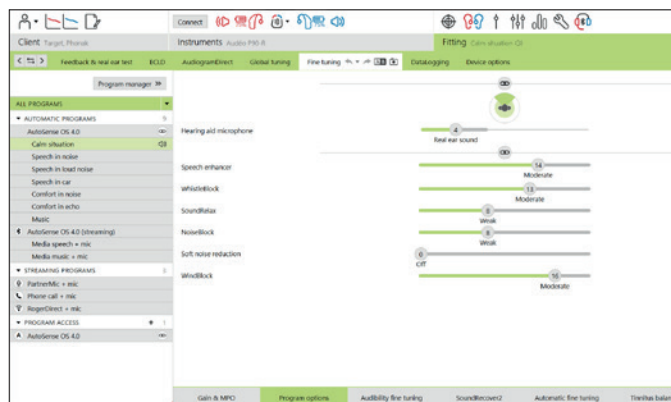 Connect
Client Target, Phonak
Instruments Audéo P90-R
Fitting Calm situation
Feedback & real ear test
BCLD
AudiogramDirect
Global tuning
Fine tuning
DataLogging
Device options
Program manager
ALL PROGRAMS
AUTOMATIC PROGRAMS 9
AutoSense OS 4.0
Calm situation
Speech in noise
Speech in loud noise
Speech in car
Comfort in noise
Comfort in echo
Music
AutoSense OS 4.0 (streaming)
Media speech + mic
Media music + mic
STREAMING PROGRAMS
PartnerMic + mic
Phone call + mic
RogerDirect + mic
PROGRAM ACCESS 1
A AutoSense OS 4.0
Hearing aid microphone
4
Real ear sound
Speech enhancer
14
Moderate
WhistleBlock
13
Moderate
SoundRelax
8
Weak
NoiseBlock
8
Weak
Soft noise reduction
0
Off
WindBlock
16
Moderate
Gain & MPO
Program options
Audibility fine tuning
SoundRecover2
Automatic fine tuning
Tinnitus balan